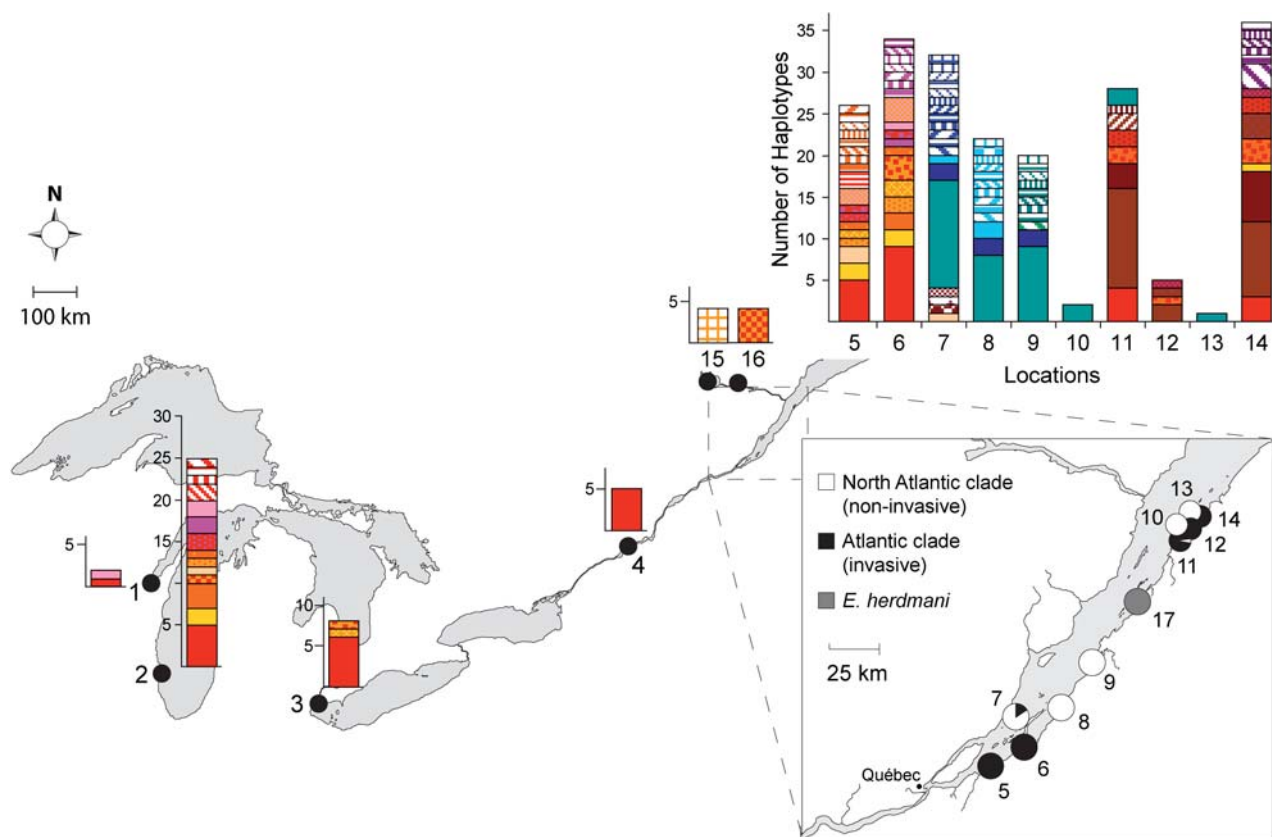 N
100 km
35
30
25
20
15
10
5
Number of Haplotypes
5 6 7 8 9 10 11 12 13 14
Locations
5
15 16
30
25
20
15
10
5
5
1
2
10
5
3
5
4
North Atlantic clade
(non-invasive)
Atlantic clade
(invasive)
E. herdmani
25 km
13
10
14
12
11
17
9
7
8
6
5
Québec